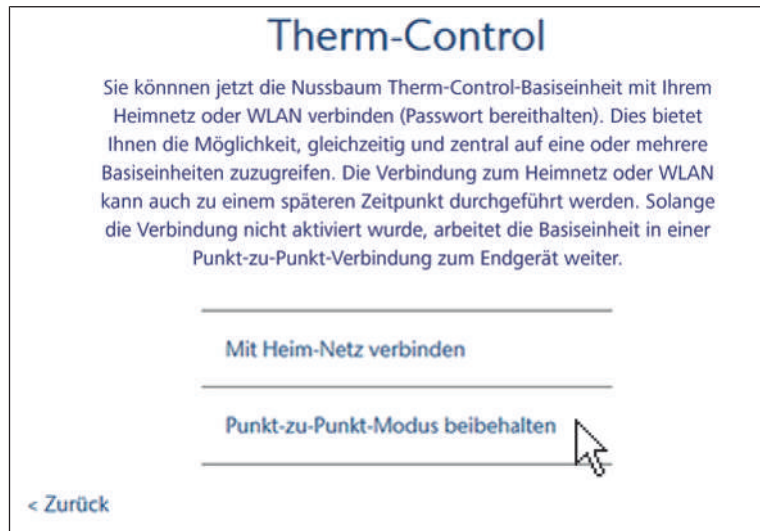 Therm-Control
Sie könnnen jetzt die Nussbaum Therm-Control-Basiseinheit mit Ihrem
Heimnetz oder WLAN verbinden (Passwort bereithalten). Dies bietet
Ihnen die Möglichkeit, gleichzeitig und zentral auf eine oder mehrere
Basiseinheiten zuzugreifen. Die Verbindung zum Heimnetz oder WLAN
kann auch zu einem späteren Zeitpunkt durchgeführt werden. Solange
die Verbindung nicht aktiviert wurde, arbeitet die Basiseinheit in einer
Punkt-zu-Punkt-Verbindung zum Endgerät weiter.
Mit Heim-Netz verbinden
Punkt-zu-Punkt-Modus beibehalten
< Zurück